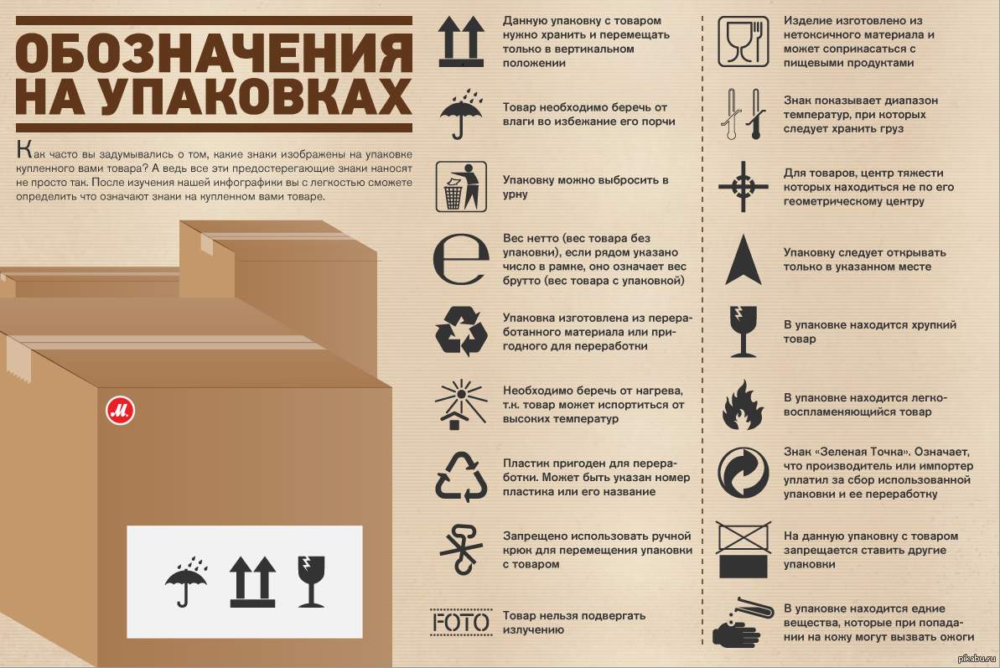 ОБОЗНАЧЕНИЯ
НА УПАКОВКАХ
Как часто вы задумывались о том, какие знаки изображены на упаковке
купленного вами товара? А ведь все эти предостерегающие знаки наносят
не просто так. После изучения нашей инфографики вы с легкостью сможете
определить что означают знаки на купленном вами товаре.
М.
Данную упаковку с товаром
нужно хранить и перемещать
только в вертикальном
положении
Товар необходимо беречь от
влаги во избежание его порчи
Упаковку можно выбросить в
урну
e
Вес нетто (вес товара без
упаковки), если рядом указано
число в рамке, оно означает вес
брутто (вес товара с упаковкой)
Упаковка изготовлена из перера-
ботанного материала или при-
годного для переработки
Необходимо беречь от нагрева,
т.к. товар может испортиться от
высоких температур
Пластик пригоден для перера-
ботки. Может быть указан номер
пластика или его название
Запрещено использовать ручной
крюк для перемещения упаковки
с товаром
FOTO
Товар нельзя подвергать
излучению
Изделие изготовлено из
нетоксичного материала и
может соприкасаться с
пищевыми продуктами
Знак показывает диапазон
температур, при которых
следует хранить груз
Для товаров, центр тяжести
которых находиться не по его
геометрическому центру
Упаковку следует открывать
только в указанном месте
В упаковке находится хрупкий
товар
В упаковке находится легко-
воспламеняющийся товар
Знак «Зеленая Точка». Означает,
что производитель или импортер
уплатил за сбор использованной
упаковки и ее переработку
На данную упаковку с товаром
запрещается ставить другие
упаковки
В упаковке находится едкие
вещества, которые при попада-
нии на кожу могут вызвать ожоги
pikabu.ru